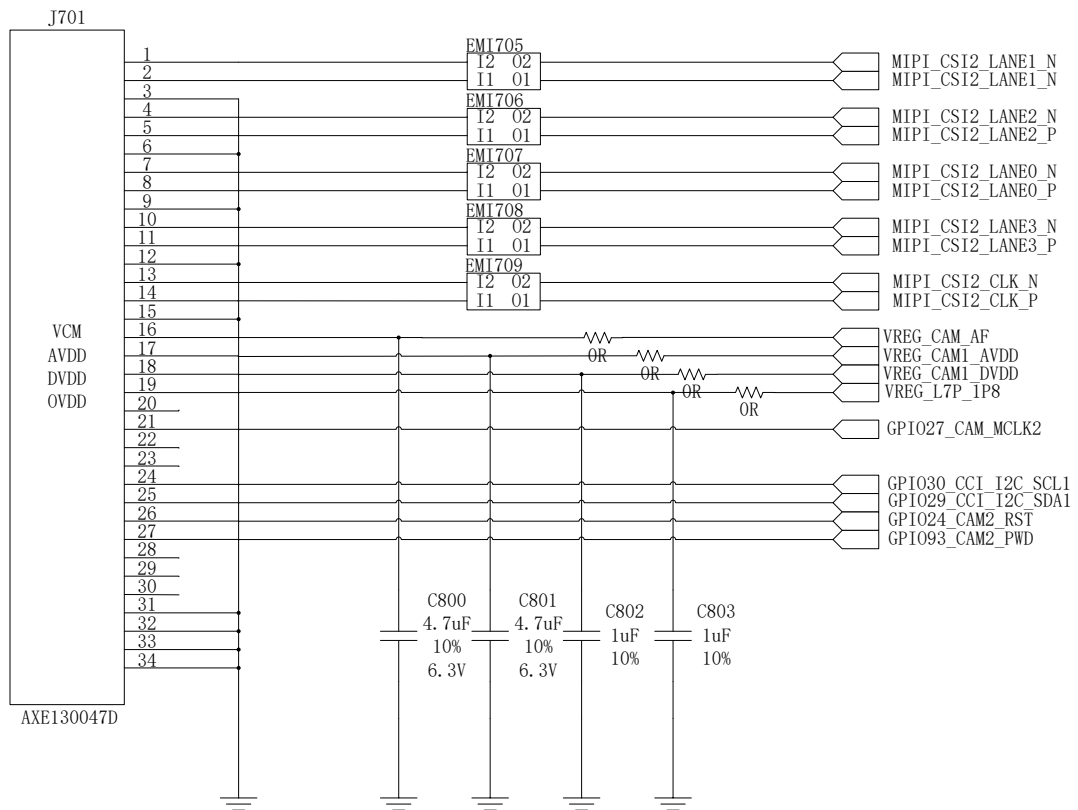 J701
1
2
3
4
5
6
7
8
9
10
11
12
13
14
15
16
17
18
19
20
21
22
23
24
25
26
27
28
29
30
31
32
33
34
VCM
AVDD
DVDD
OVDD
AXE130047D
EMI705
I2 O2
I1 O1
EMI706
I2 O2
I1 O1
EMI707
I2 O2
I1 O1
EMI708
I2 O2
I1 O1
EMI709
I2 O2
I1 O1
MIPI_CSI2_LANE1_N
MIPI_CSI2_LANE1_N
MIPI_CSI2_LANE2_N
MIPI_CSI2_LANE2_P
MIPI_CSI2_LANE0_N
MIPI_CSI2_LANE0_P
MIPI_CSI2_LANE3_N
MIPI_CSI2_LANE3_P
MIPI_CSI2_CLK_N
MIPI_CSI2_CLK_P
0R
0R
0R
0R
VREG_CAM_AF
VREG_CAM1_AVDD
VREG_CAM1_DVDD
VREG_L7P_1P8
GPIO27_CAM_MCLK2
GPIO30_CCI_I2C_SCL1
GPIO29_CCI_I2C_SDA1
GPIO24_CAM2_RST
GPIO93_CAM2_PWD
C800
4.7uF
10%
6.3V
C801
4.7uF
10%
6.3V
C802
1uF
10%
C803
1uF
10%